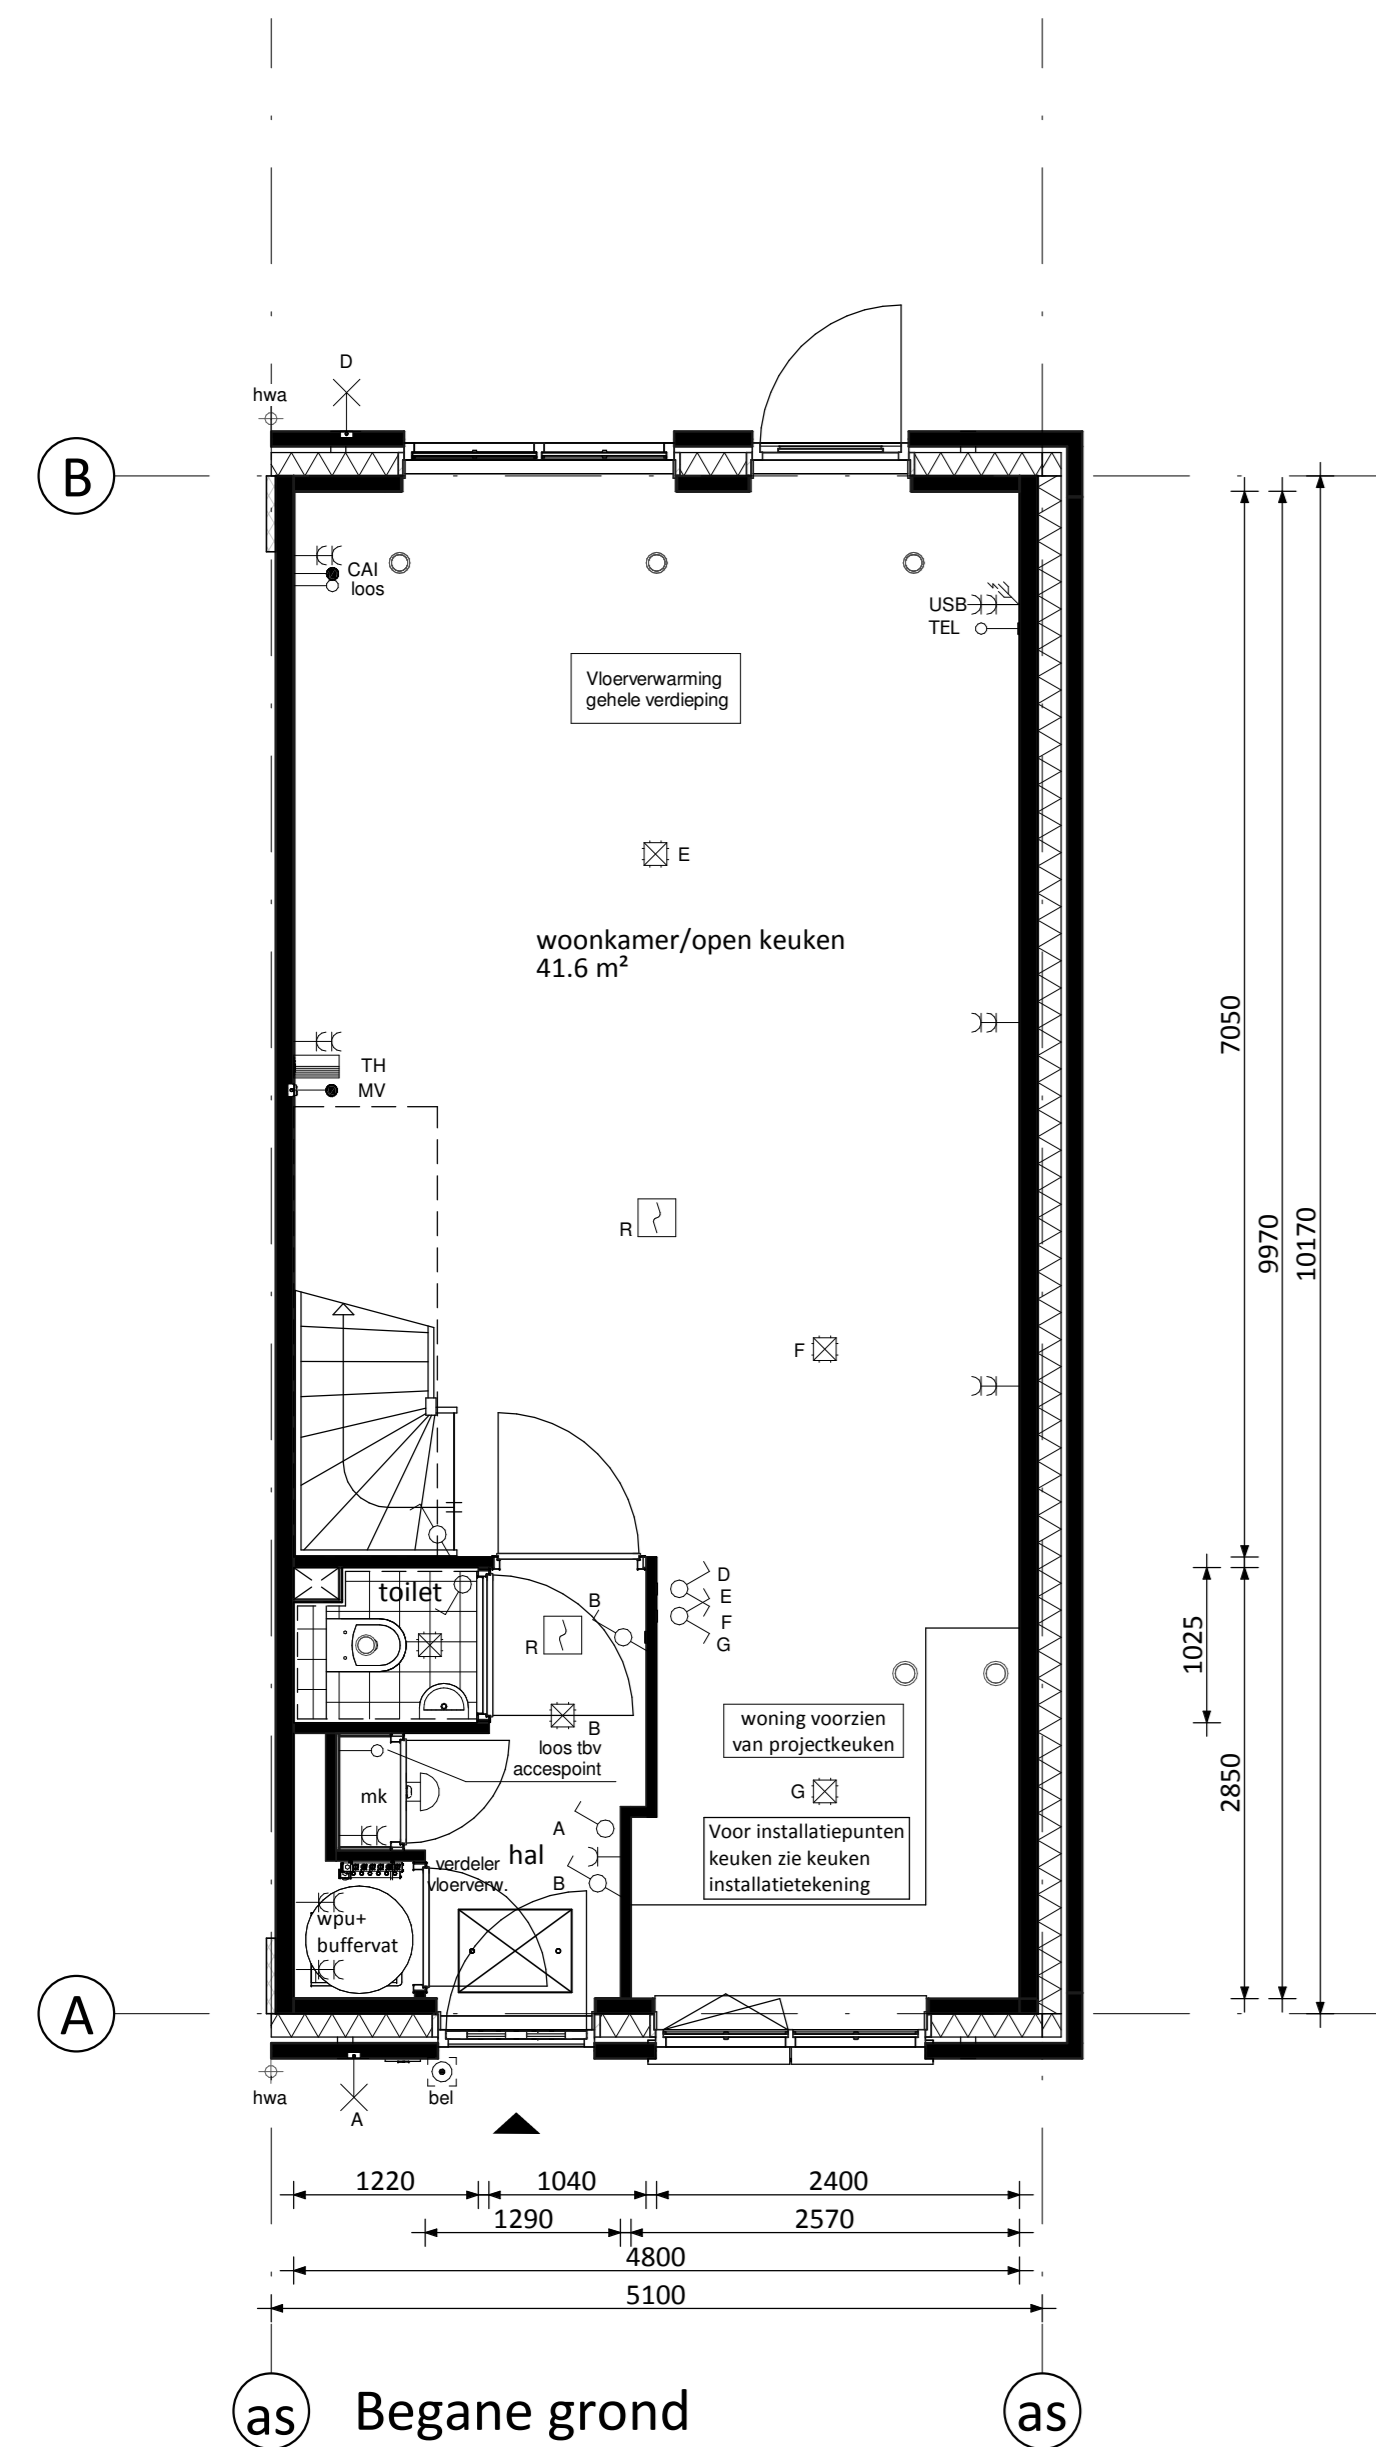 D
hwa
B
CAI
loos
USB
TEL
Vloerverwarming
gehele verdieping
E
woonkamer/open keuken
41.6 m²
7050
TH
MV
9970
10170
R
F
toilet
B
D
E
F
G
R
1025
B
loos tbv
accespoint
woning voorzien
van projectkeuken
mk
G
2850
A
Voor installatiepunten
keuken zie keuken
installatietekening
hal
verdeler
vloerverw.
B
wpu+
buffervat
A
hwa
A
bel
1220
1040
2400
1290
2570
4800
5100
as
Begane grond
as